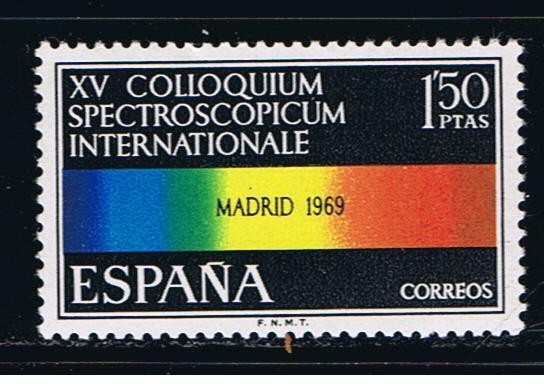 XV COLLOQUIUM
SPECTROSCOPICUM
INTERNATIONALE
1'50
PTAS
MADRID 1969
ESPAÑA
CORREOS
F.N.M.T.